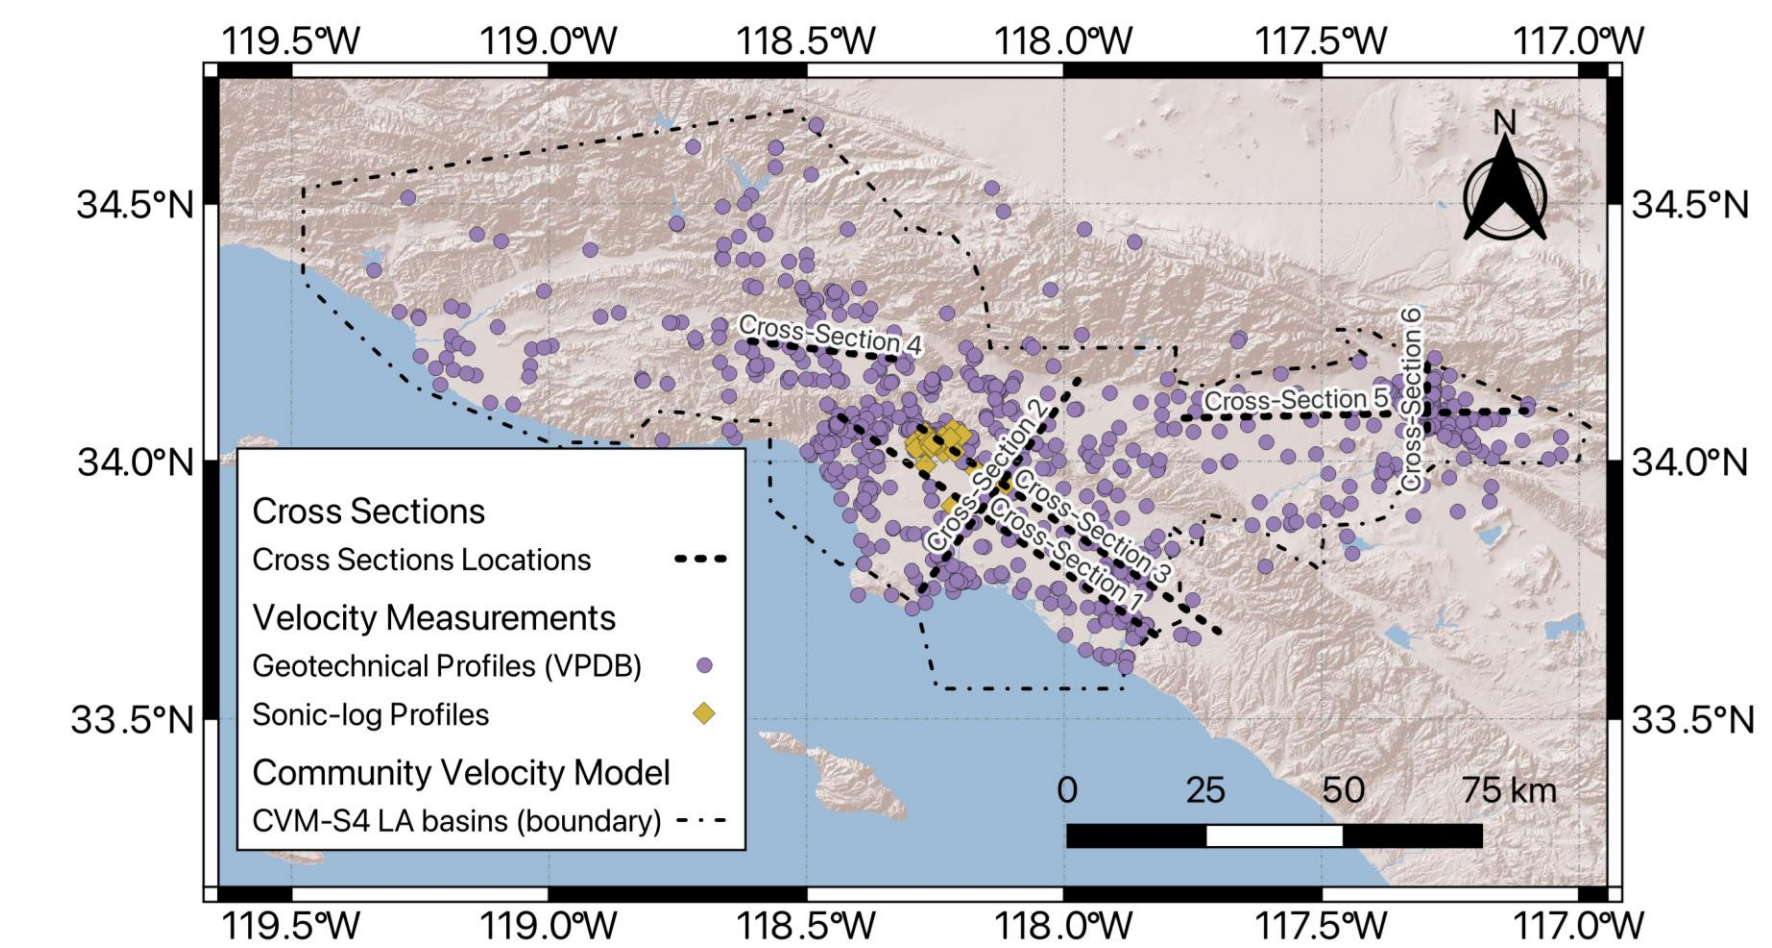 119.5°W 119.0°W 118.5°W 118.0°W 117.5°W 117.0°W
N
34.5°N 34.5°N
Cross-Section 4
Cross-Section 6
Cross-Section 5
Cross-Section 2
34.0°N 34.0°N
Cross-Section 3
Cross-Section 1
Cross Sections
Cross Sections Locations
Velocity Measurements
Geotechnical Profiles (VPDB)
Sonic-log Profiles
Community Velocity Model
CVM-S4 LA basins (boundary)
33.5°N 33.5°N
0 25 50 75 km
119.5°W 119.0°W 118.5°W 118.0°W 117.5°W 117.0°W